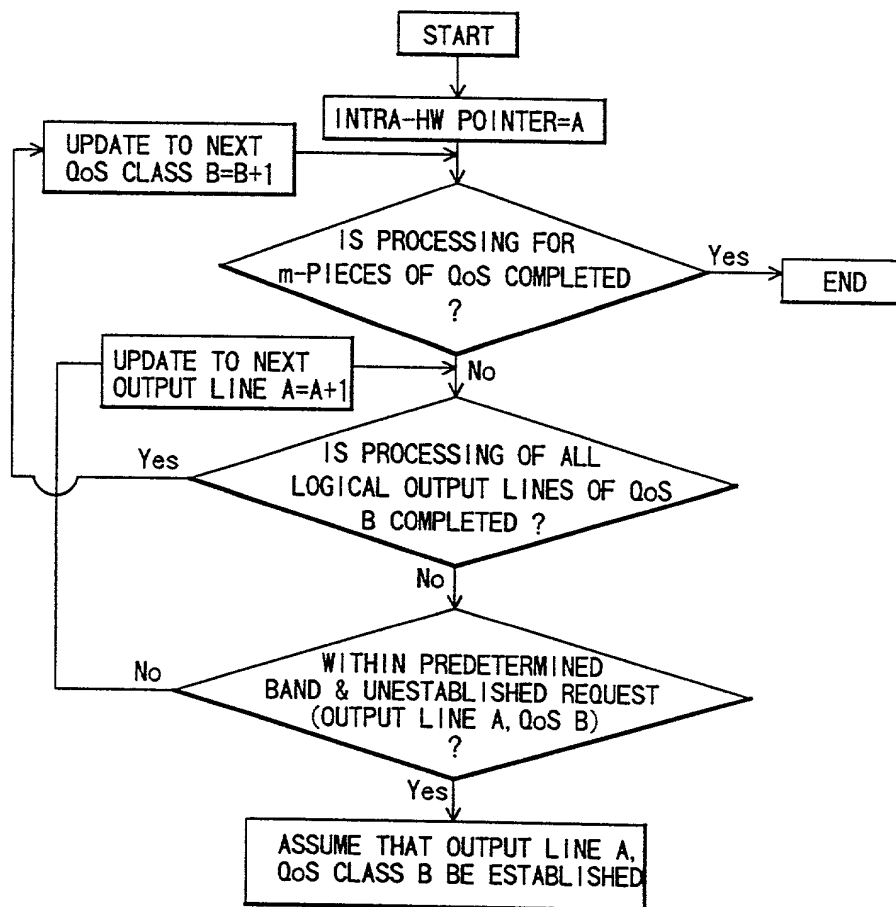 START
INTRA-HW POINTER=A
UPDATE TO NEXT
QoS CLASS B=B+1
IS PROCESSING FOR
m-PIECES OF QoS COMPLETED
?
Yes
END
No
UPDATE TO NEXT
OUTPUT LINE A=A+1
IS PROCESSING OF ALL
LOGICAL OUTPUT LINES OF QoS
B COMPLETED ?
Yes
No
WITHIN PREDETERMINED
BAND & UNESTABLISHED REQUEST
(OUTPUT LINE A, QoS B)
?
No
Yes
ASSUME THAT OUTPUT LINE A,
QoS CLASS B BE ESTABLISHED